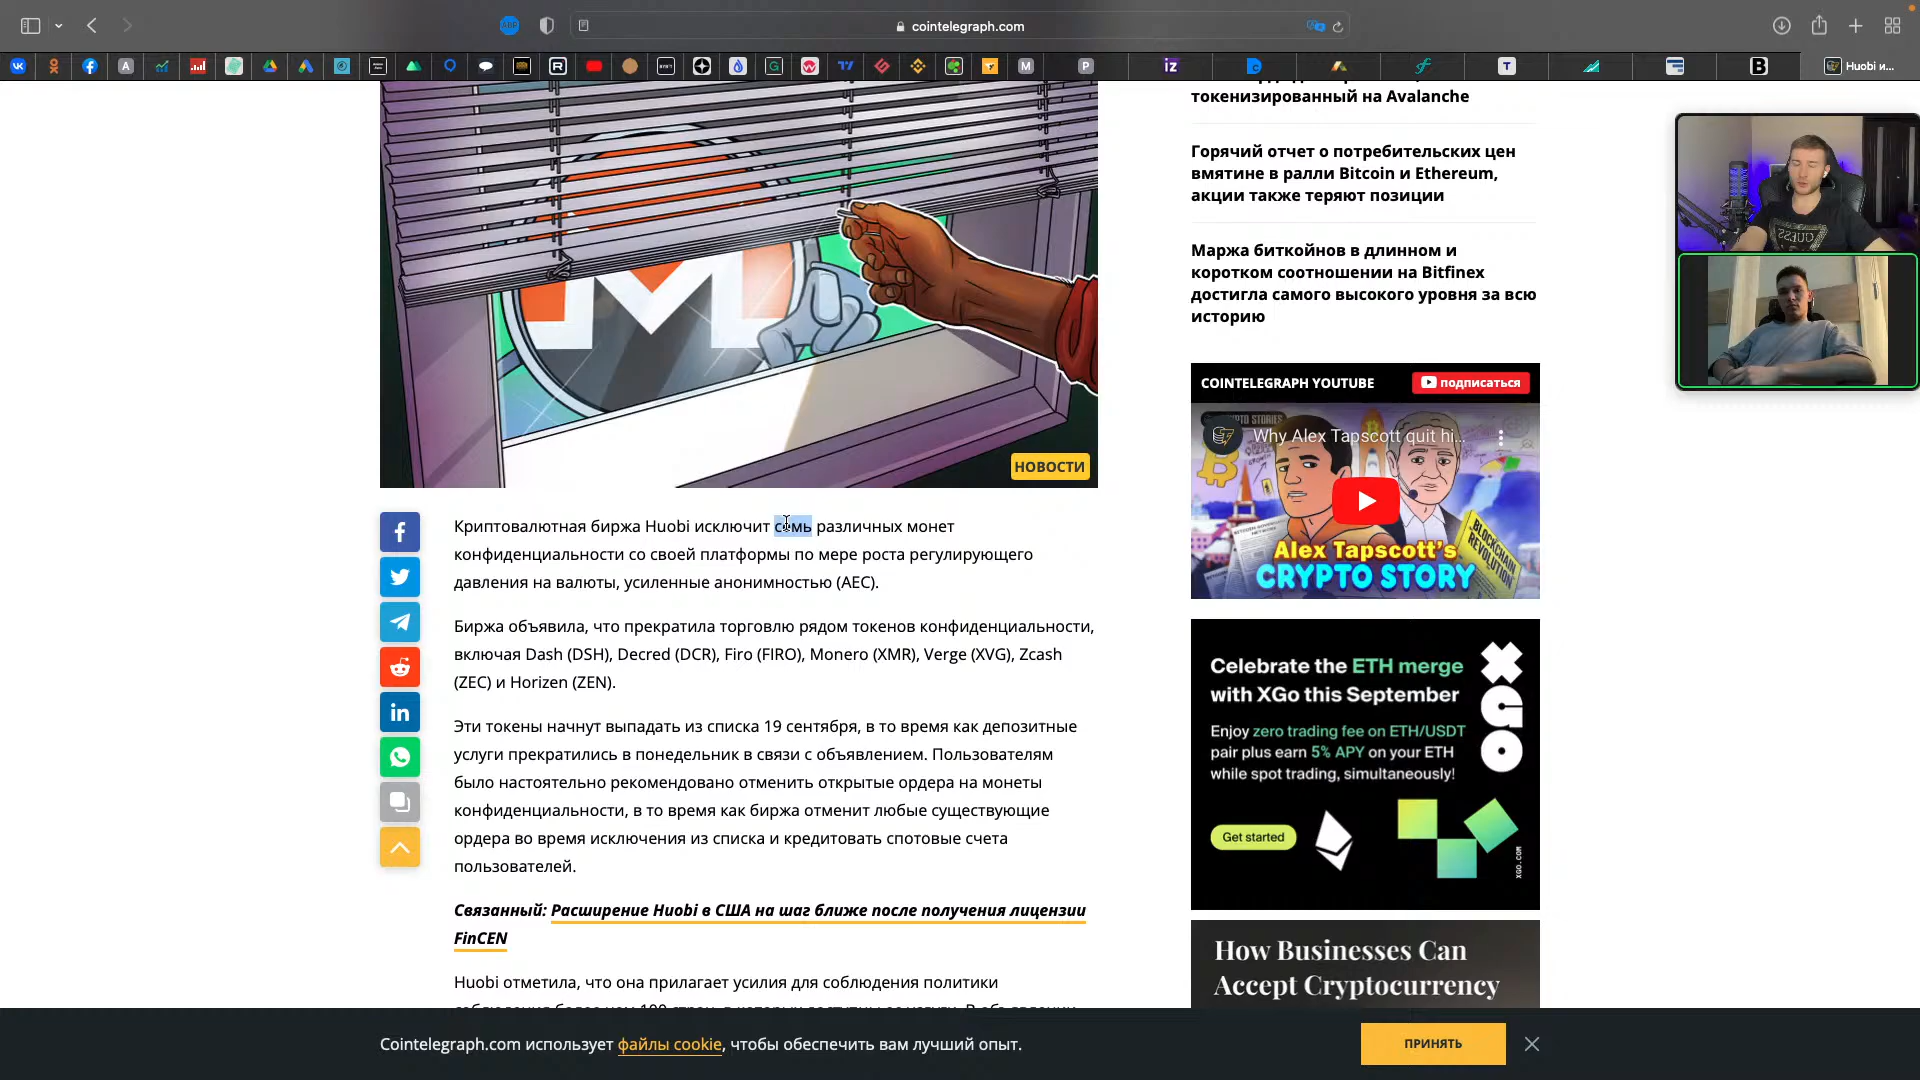 cointelegraph.com
Huobi и...
токенизированный на Avalanche
Горячий отчет о потребительских цен
вмятине в ралли Bitcoin и Ethereum,
акции также теряют позиции
Маржа биткойнов в длинном и
коротком соотношении на Bitfinex
достигла самого высокого уровня за всю
историю
COINTELEGRAPH YOUTUBE
подписаться
Why Alex Tapscott quit hi...
ALEX TAPSCOTT'S
CRYPTO STORY
BLOCKCHAIN
REVOLUTION
НОВОСТИ
Криптовалютная биржа Huobi исключит семь различных монет
конфиденциальности со своей платформы по мере роста регулирующего
давления на валюты, усиленные анонимностью (AEC).
Биржа объявила, что прекратила торговлю рядом токенов конфиденциальности,
включая Dash (DSH), Decred (DCR), Firo (FIRO), Monero (XMR), Verge (XVG), Zcash
(ZEC) и Horizen (ZEN).
Эти токены начнут выпадать из списка 19 сентября, в то время как депозитные
услуги прекратились в понедельник в связи с объявлением. Пользователям
было настоятельно рекомендовано отменить открытые ордера на монеты
конфиденциальности, в то время как биржа отменит любые существующие
ордера во время исключения из списка и кредитовать спотовые счета
пользователей.
Связанный: Расширение Huobi в США на шаг ближе после получения лицензии
FinCEN
Huobi отметила, что она прилагает усилия для соблюдения политики
Celebrate the ETH merge
with XGo this September
Enjoy zero trading fee on ETH/USDT
pair plus earn 5% APY on your ETH
while spot trading, simultaneously!
Get started
XGO
XGO.COM
How Businesses Can
Accept Cryptocurrency
Cointelegraph.com использует файлы cookie, чтобы обеспечить вам лучший опыт.
ПРИНЯТЬ